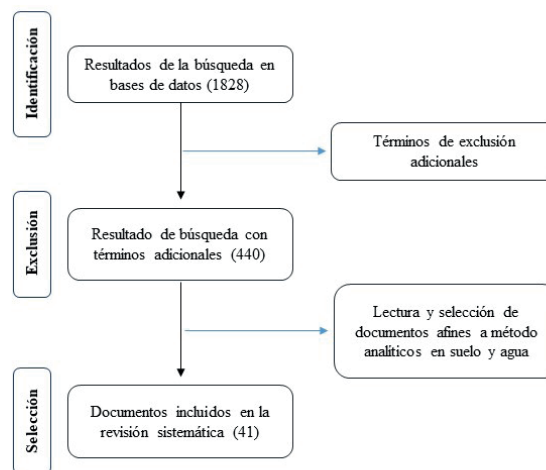 Identificación
Resultados de la búsqueda en
bases de datos (1828)
Términos de exclusión
adicionales
Exclusión
Resultado de búsqueda con
términos adicionales (440)
Lectura y selección de
documentos afines a método
analíticos en suelo y agua
Selección
Documentos incluidos en la
revisión sistemática (41)